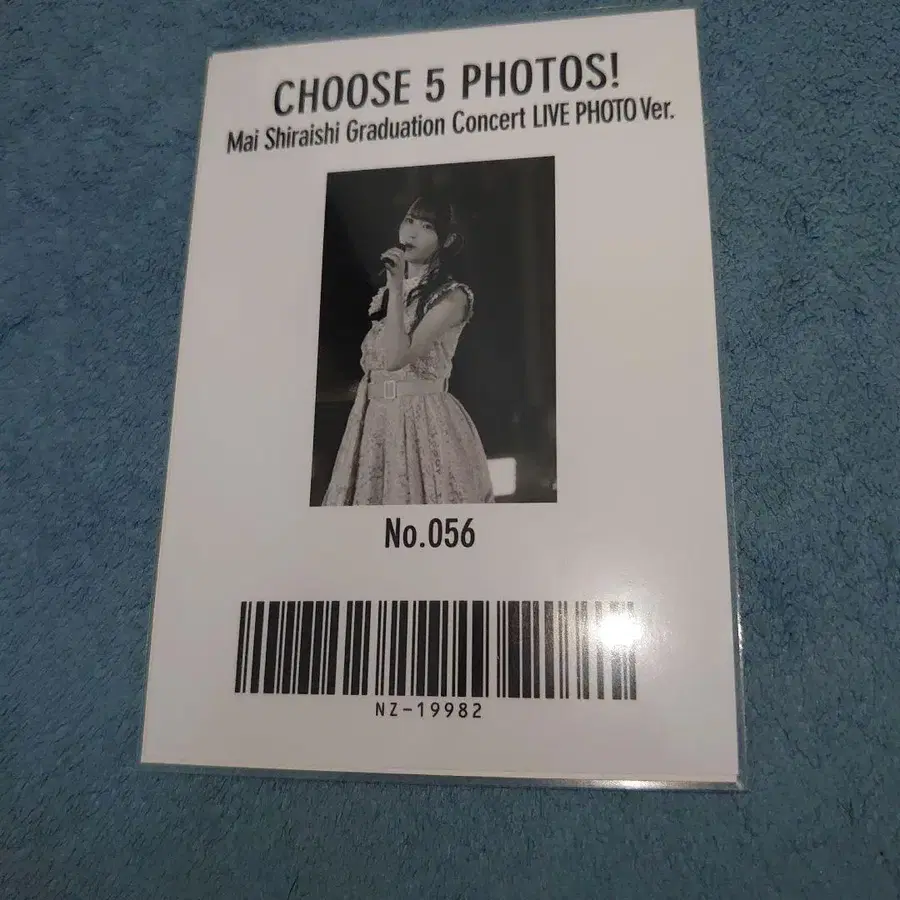 CHOOSE 5 PHOTOS!
Mai Shiraishi Graduation Concert LIVE PHOTO Ver.
No.056
NZ-19982